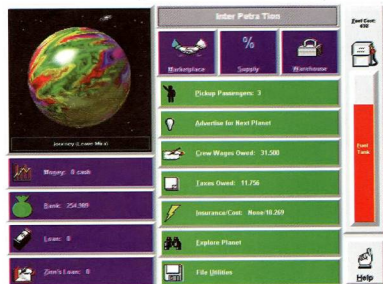 Inter Petra Tion
Fuel Cost:
Marketplace
Supply
Warehouse
Pickup Passengers: 3
Advertise for Next Planet
Crew Wages Owed: 31.500
Taxes Owed: 11.756
Insurance/Cost: None/10.269
Explore Planet
File Utilities
Money: 0 cash
Bank: 254.989
Loan: 0
Zinn's Loan: 0
Fuel
Tank
Help